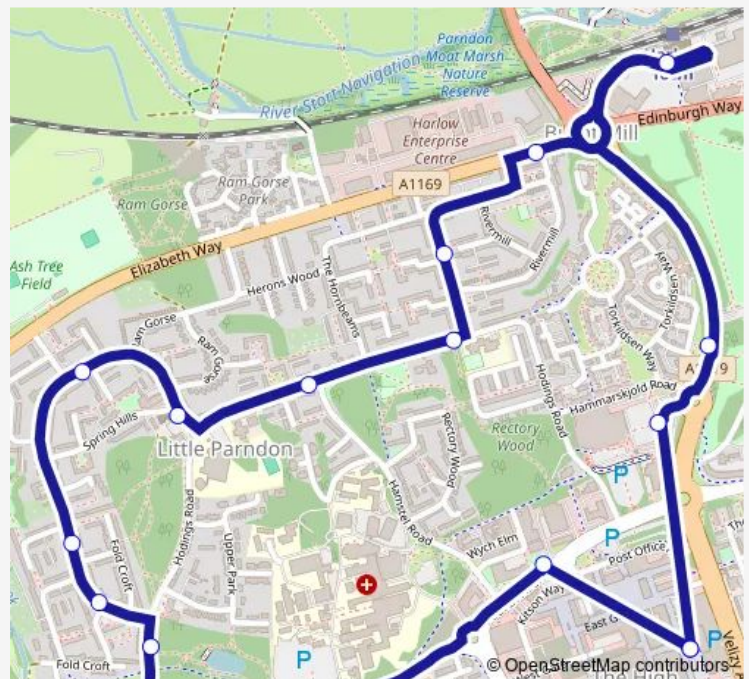 Parndon
Moat Marsh
Nature
Reserve
River Stort Navigation
Edinburgh Way
Harlow
Enterprise
Centre
A1169
Ram Gorse
Park
Ram Gorse
Elizabeth Way
Ash Tree
Field
Rivermill
Rivermill
Herons Wood
The Hornbeams
Torkildsen Way
Torkildsen Way
Ram Gorse
Hodings Road
Hammarskjold Road
Spring Hills
Rectory
Wood
Rectory Wood
Little Parndon
Hodings Road
P
Hamstel Road
P
Wych Elm
Post Office
Fold Croft
Upper Park
Kitson Way
East G
P
P
Fold Croft
The High
© OpenStreetMap contributors